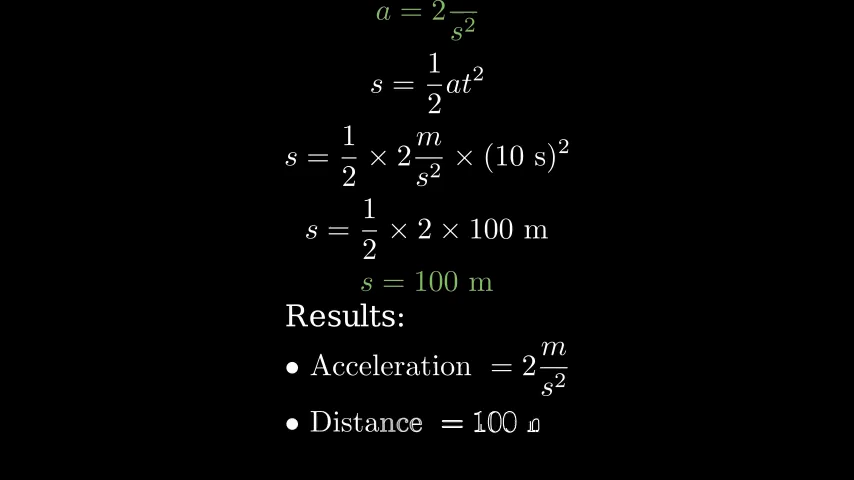 a = 2 m/s²
s = 1/2 at²
s = 1/2 × 2 m/s² × (10 s)²
s = 1/2 × 2 × 100 m
s = 100 m
Results:
• Acceleration = 2 m/s²
• Distance = 100